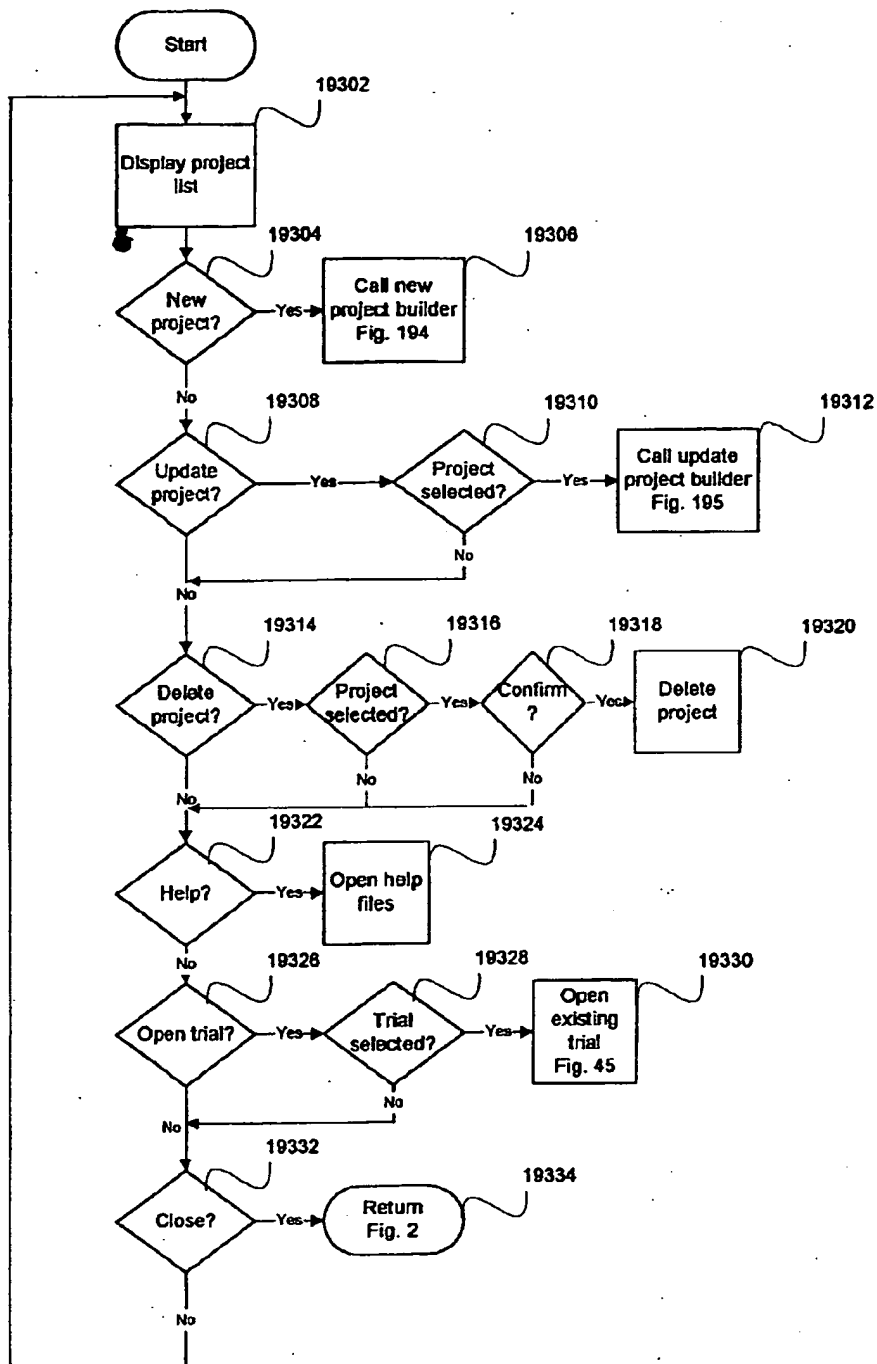 Start
19302
Display project
list
19304
New
project?
Yes
19306
Call new
project builder
Fig. 194
No
19308
Update
project?
Yes
19310
Project
selected?
Yes
19312
Call update
project builder
Fig. 195
No
No
19314
Delete
project?
Yes
19316
Project
selected?
Yes
19318
Confirm
?
Yes
19320
Delete
project
No
No
No
19322
Help?
Yes
19324
Open help
files
No
19326
Open trial?
Yes
19328
Trial
selected?
Yes
19330
Open
existing
trial
Fig. 45
No
No
19332
Close?
Yes
19334
Return
Fig. 2
No